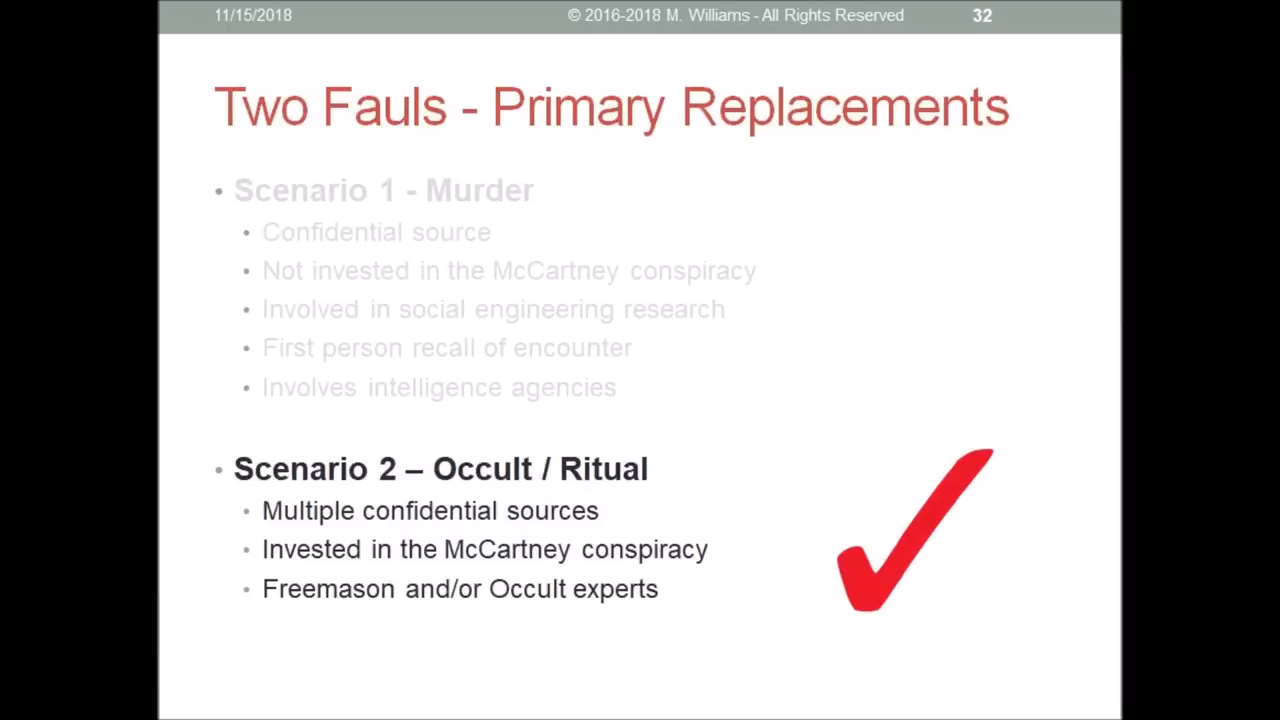 11/15/2018 © 2016-2018 M. Williams - All Rights Reserved 32
Two Fauls - Primary Replacements
• Scenario 1 - Murder
• Confidential source
• Not invested in the McCartney conspiracy
• Involved in social engineering research
• First person recall of encounter
• Involves intelligence agencies
• Scenario 2 – Occult / Ritual
• Multiple confidential sources
• Invested in the McCartney conspiracy
• Freemason and/or Occult experts